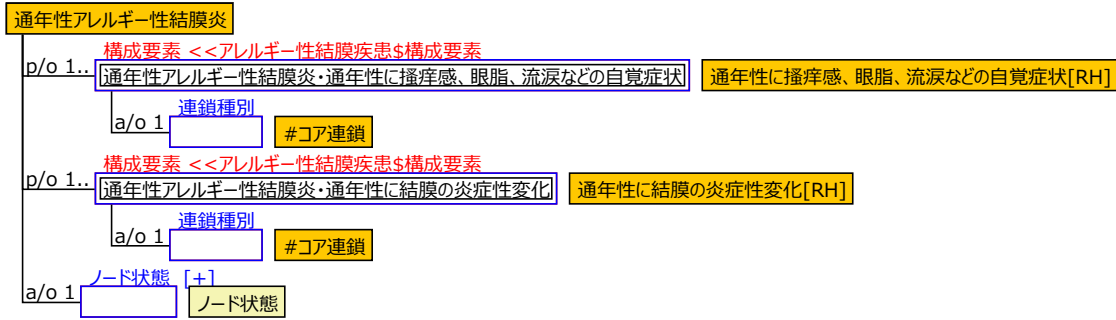 通年性アレルギー性結膜炎
構成要素 <<アレルギー性結膜疾患$構成要素
p/o 1.. 通年性アレルギー性結膜炎・通年性に掻痒感、眼脂、流涙などの自覚症状 通年性に掻痒感、眼脂、流涙などの自覚症状[RH]
連鎖種別
a/o 1 #コア連鎖
構成要素 <<アレルギー性結膜疾患$構成要素
p/o 1.. 通年性アレルギー性結膜炎・通年性に結膜の炎症性変化 通年性に結膜の炎症性変化[RH]
連鎖種別
a/o 1 #コア連鎖
ノード状態 [+]
a/o 1 ノード状態